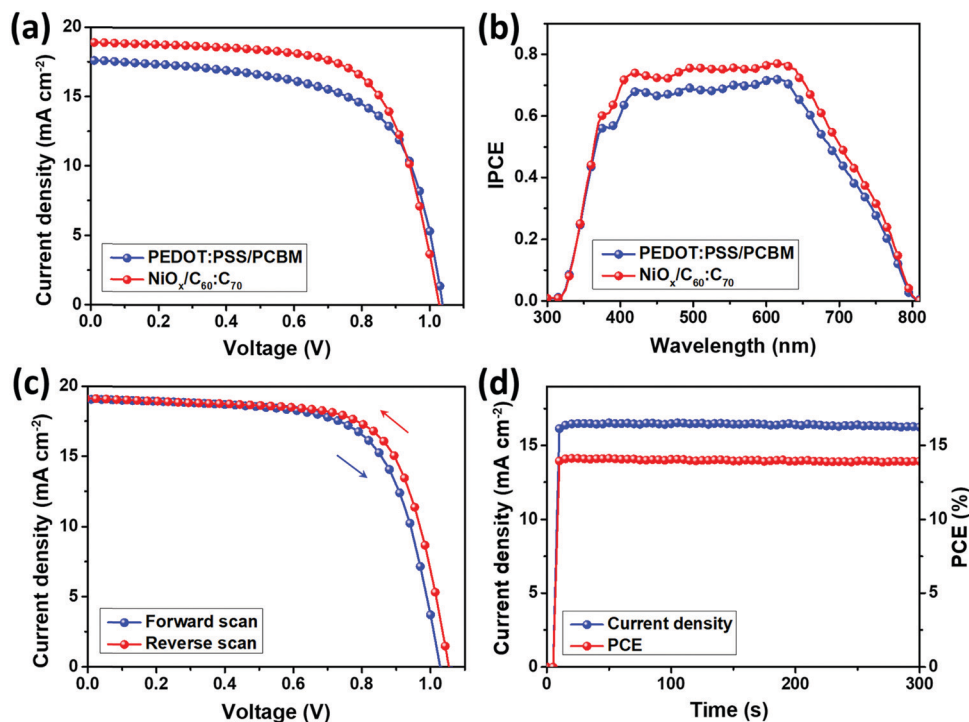 (a)
20
15
10
5
0
Current density (mA cm⁻²)
PEDOT:PSS/PCBM
NiOₓ/C₆₀:C₇₀
0.0 0.2 0.4 0.6 0.8 1.0
Voltage (V)
(b)
0.8
0.6
0.4
0.2
0.0
IPCE
PEDOT:PSS/PCBM
NiOₓ/C₆₀:C₇₀
300 400 500 600 700 800
Wavelength (nm)
(c)
20
15
10
5
0
Current density (mA cm⁻²)
Forward scan
Reverse scan
0.0 0.2 0.4 0.6 0.8 1.0
Voltage (V)
(d)
20
15
10
5
0
Current density (mA cm⁻²)
Current density
PCE
15
10
5
0
PCE (%)
0 100 200 300
Time (s)